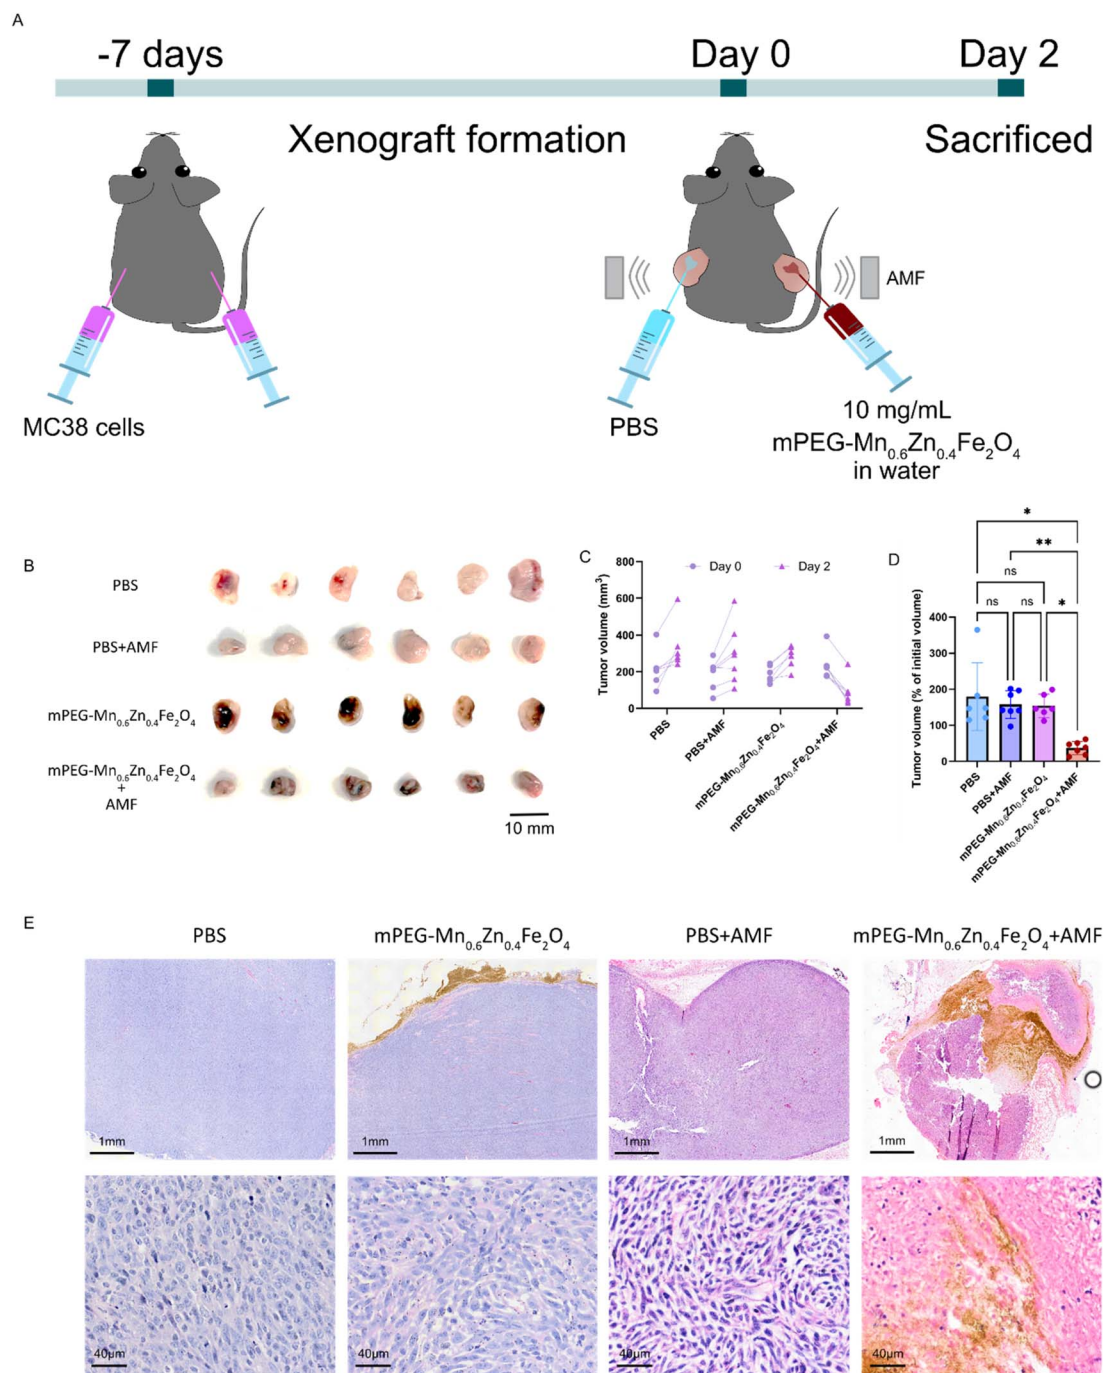 A
-7 days
Day 0
Day 2
Xenograft formation
Sacrificed
AMF
MC38 cells
PBS
10 mg/mL
mPEG-Mn0.6Zn0.4Fe2O4
in water
B
PBS
PBS+AMF
mPEG-Mn0.6Zn0.4Fe2O4
mPEG-Mn0.6Zn0.4Fe2O4
+
AMF
10 mm
C
Day 0
Day 2
Tumor volume (mm3)
800
600
400
200
0
PBS
PBS+AMF
mPEG-Mn0.6Zn0.4Fe2O4
mPEG-Mn0.6Zn0.4Fe2O4+AMF
D
*
**
ns
ns
ns
*
Tumor volume (% of initial volume)
400
300
200
100
0
PBS
PBS+AMF
mPEG-Mn0.6Zn0.4Fe2O4
mPEG-Mn0.6Zn0.4Fe2O4+AMF
E
PBS
mPEG-Mn0.6Zn0.4Fe2O4
PBS+AMF
mPEG-Mn0.6Zn0.4Fe2O4+AMF
1mm
1mm
1mm
1mm
40µm
40µm
40µm
40µm